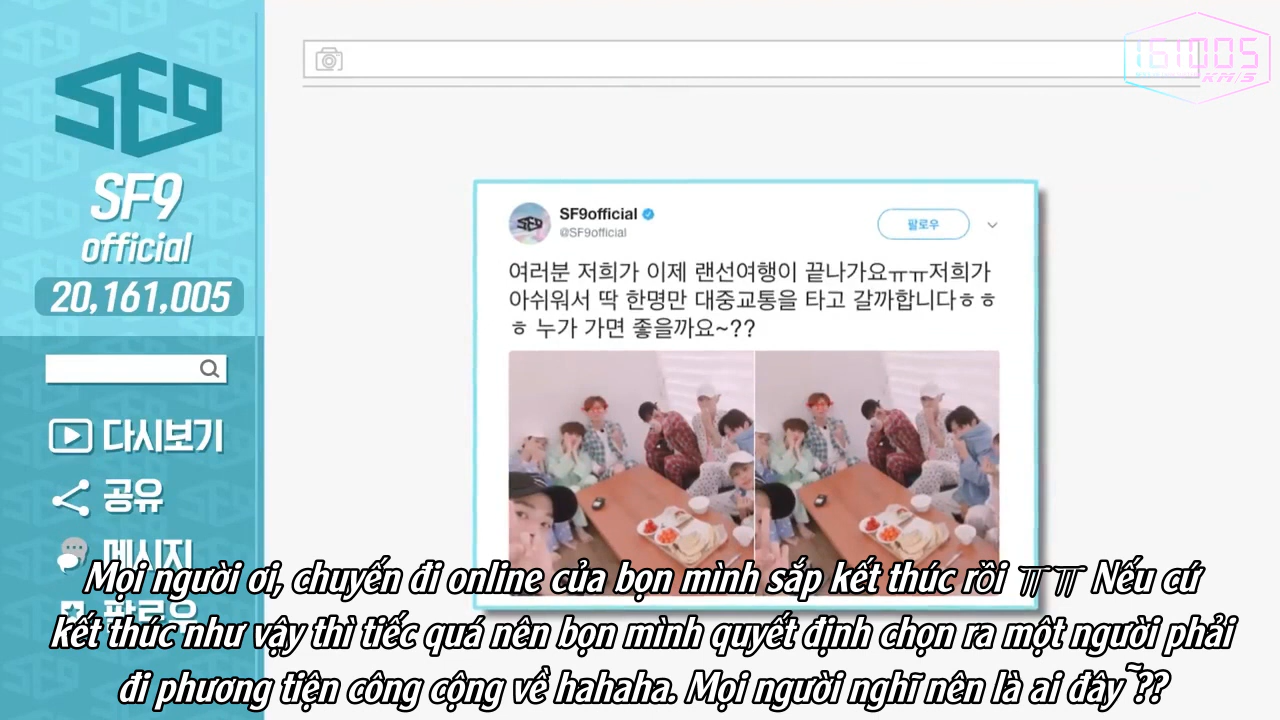 SF9
SF9
official
20,161,005
다시보기
공유
메시지
팔로우
161005
KM/S
SF9official
@SF9official
팔로우
여러분 저희가 이제 랜선여행이 끝나가요ㅠㅠ저희가
아쉬워서 딱 한명만 대중교통을 타고 갈까합니다ㅎㅎ
ㅎ 누가 가면 좋을까요~??
Mọi người ơi, chuyến đi online của bọn mình sắp kết thúc rồi ㅠㅠ Nếu cứ
kết thúc như vậy thì tiếc quá nên bọn mình quyết định chọn ra một người phải
đi phương tiện công cộng về hahaha. Mọi người nghĩ nên là ai đây~??